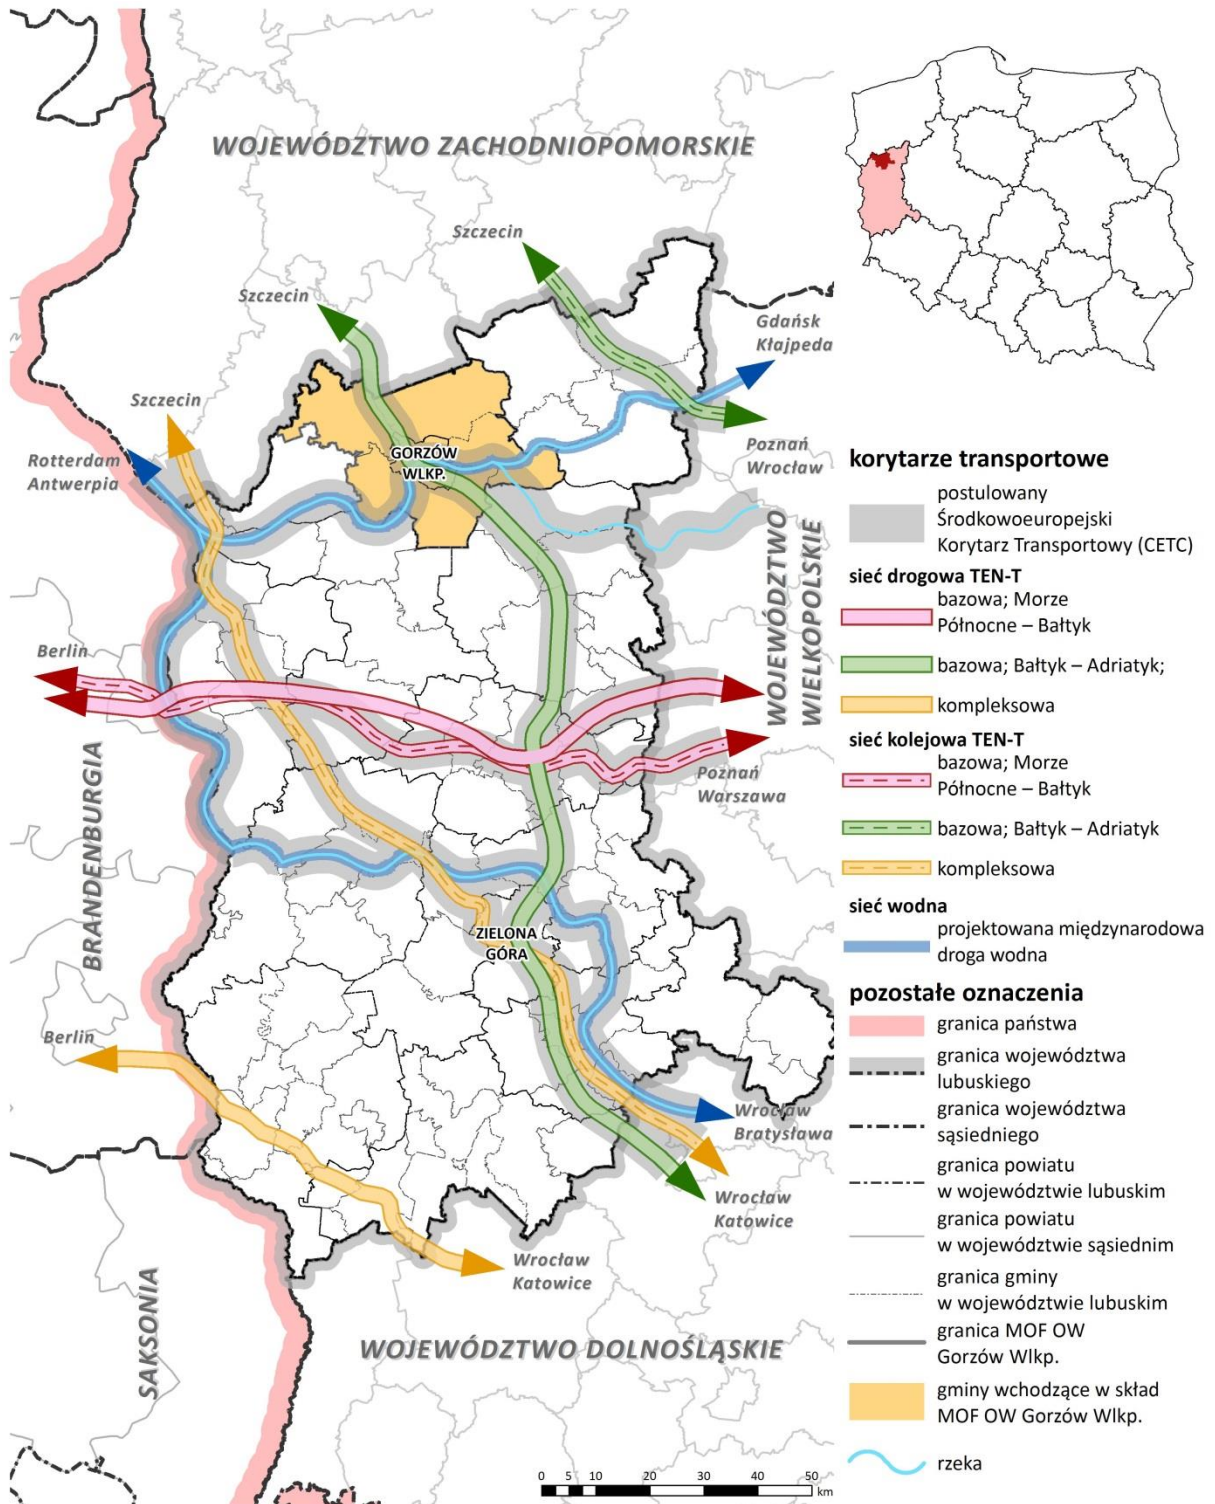 WOJEWÓDZTWO ZACHODNIOPOMORSKIE
Szczecin
Szczecin
Gdańsk
Kłajpeda
Szczecin
GORZÓW
WLKP.
Poznań
Wrocław
Rotterdam
Antwerpia
WOJEWÓDZTWO
WIELKOPOLSKIE
Berlin
Poznań
Warszawa
BRANDENBURGIA
ZIELONA
GÓRA
Berlin
Wrocław
Bratysława
Wrocław
Katowice
Wrocław
Katowice
SAKSONIA
WOJEWÓDZTWO DOLNOŚLĄSKIE
0 5 10 20 30 40 50
km
korytarze transportowe
postulowany
Środkowoeuropejski
Korytarz Transportowy (CETC)
sieć drogowa TEN-T
bazowa; Morze
Północne – Bałtyk
bazowa; Bałtyk – Adriatyk;
kompleksowa
sieć kolejowa TEN-T
bazowa; Morze
Północne – Bałtyk
bazowa; Bałtyk – Adriatyk
kompleksowa
sieć wodna
projektowana międzynarodowa
droga wodna
pozostałe oznaczenia
granica państwa
granica województwa
lubuskiego
granica województwa
sąsiedniego
granica powiatu
w województwie lubuskim
granica powiatu
w województwie sąsiednim
granica gminy
w województwie lubuskim
granica MOF OW
Gorzów Wlkp.
gminy wchodzące w skład
MOF OW Gorzów Wlkp.
rzeka